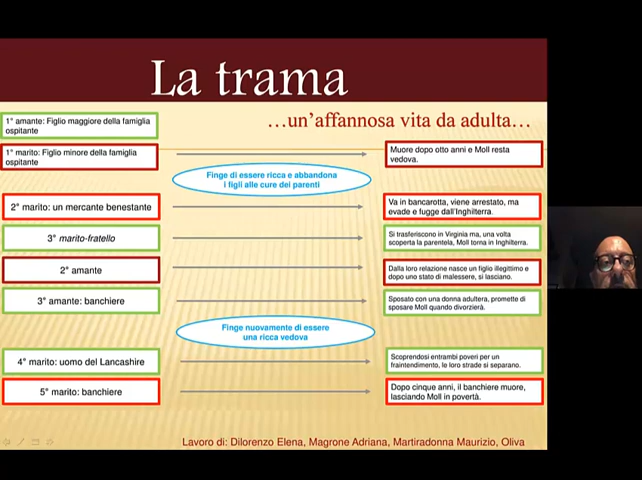 La trama
…un'affannosa vita da adulta…
1° amante: Figlio maggiore della famiglia
ospitante
1° marito: Figlio minore della famiglia
ospitante
Muore dopo otto anni e Moll resta
vedova.
Finge di essere ricca e abbandona
i figli alle cure dei parenti
2° marito: un mercante benestante
Va in bancarotta, viene arrestato, ma
evade e fugge dall'Inghilterra.
3° marito-fratello
Si trasferiscono in Virginia ma, una volta
scoperta la parentela, Moll torna in Inghilterra.
2° amante
Dalla loro relazione nasce un figlio illegittimo e
dopo uno stato di malessere, si lasciano.
3° amante: banchiere
Sposato con una donna adultera, promette di
sposare Moll quando divorzierà.
Finge nuovamente di essere
una ricca vedova
4° marito: uomo del Lancashire
Scoprendosi entrambi poveri per un
fraintendimento, le loro strade si separano.
5° marito: banchiere
Dopo cinque anni, il banchiere muore,
lasciando Moll in povertà.
Lavoro di: Dilorenzo Elena, Magrone Adriana, Martiradonna Maurizio, Oliva